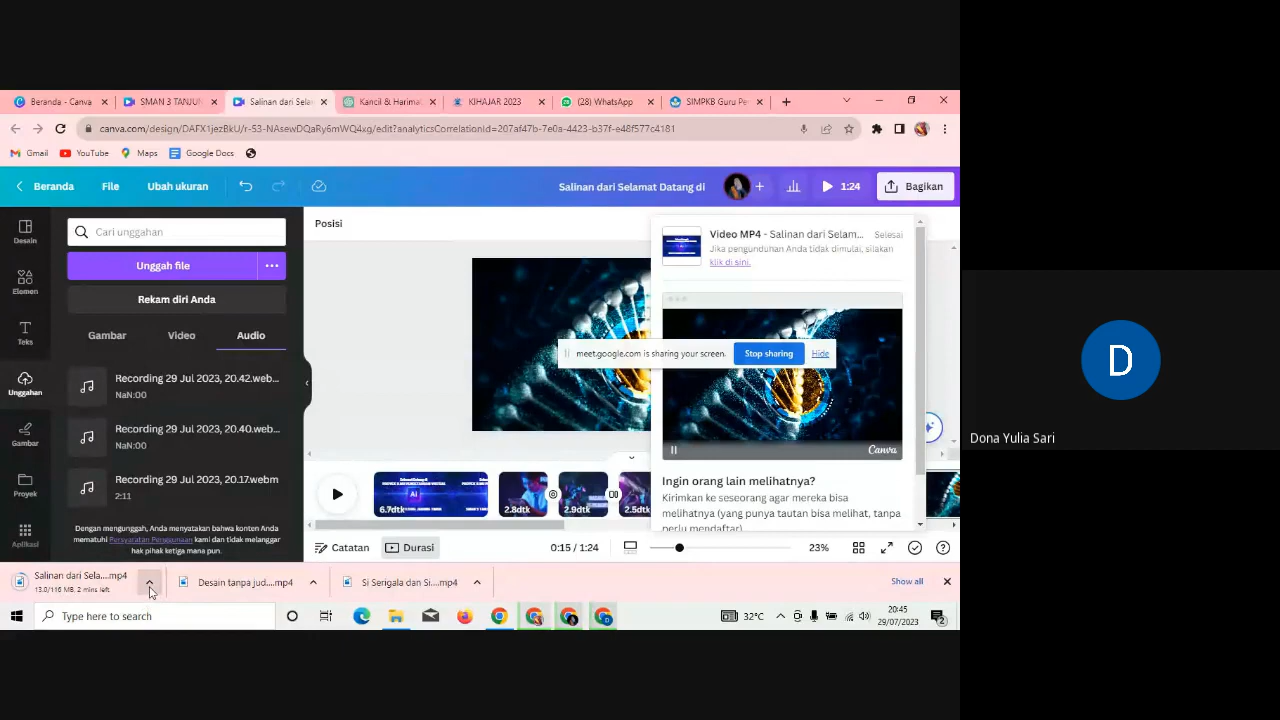 Beranda - Canva
SMAN 3 TANJUN
Salinan dari Selam
Kancil & Harima
KIHAJAR 2023
(28) WhatsApp
SIMPKB Guru Pe
canva.com/design/DAFX1jezBkU/r-53-NAsewDQaRy6mWQ4xg/edit?analyticsCorrelationId=207af47b-7e0a-4423-b37f-e48f577c4181
Gmail
YouTube
Maps
Google Docs
Beranda
File
Ubah ukuran
Salinan dari Selamat Datang di
1:24
Bagikan
Desain
Elemen
Teks
Unggahan
Gambar
Proyek
Aplikasi
Cari unggahan
Unggah file
Rekam diri Anda
Gambar
Video
Audio
Recording 29 Jul 2023, 20.42.web...
NaN:00
Recording 29 Jul 2023, 20.40.web...
NaN:00
Recording 29 Jul 2023, 20.17.webm
2:11
Dengan mengunggah, Anda menyatakan bahwa konten Anda
mematuhi Persyaratan Penggunaan kami dan tidak melanggar
hak pihak ketiga mana pun.
Posisi
Video MP4 - Salinan dari Selam...
Selesai
Jika pengunduhan Anda tidak dimulai, silakan
klik di sini.
meet.google.com is sharing your screen.
Stop sharing
Hide
Canva
Ingin orang lain melihatnya?
Kirimkan ke seseorang agar mereka bisa
melihatnya (yang punya tautan bisa melihat, tanpa
perlu mendaftar)
Selamat Datang di
AI
6.7dtk
2.8dtk
2.9dtk
2.5dtk
Catatan
Durasi
0:15 / 1:24
23%
Salinan dari Sela....mp4
13.0/116 MB, 2 mins left
Desain tanpa jud....mp4
Si Serigala dan Si....mp4
Show all
Type here to search
32°C
20:45
29/07/2023
2
D
Dona Yulia Sari